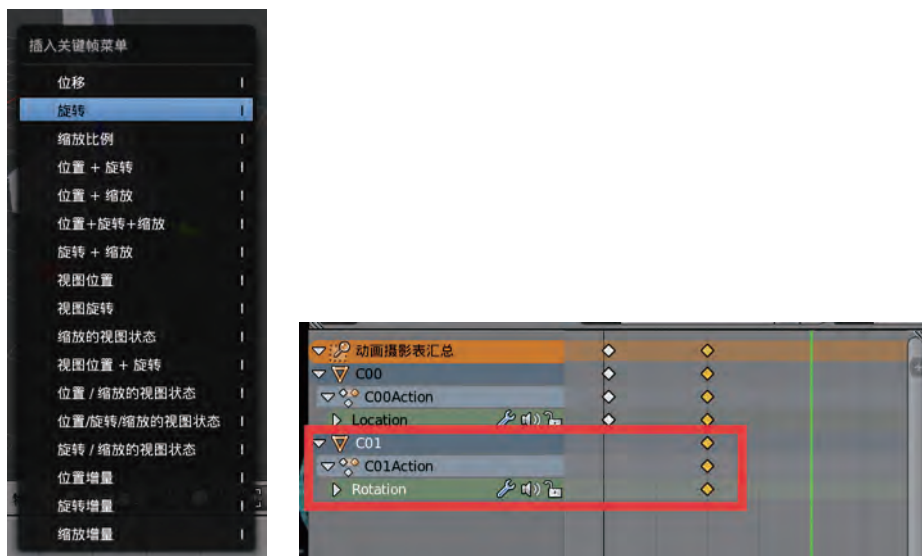 插入关键帧菜单
位移 I
旋转 I
缩放比例 I
位置 + 旋转 I
位置 + 缩放 I
位置+旋转+缩放 I
旋转 + 缩放 I
视图位置 I
视图旋转 I
缩放的视图状态 I
视图位置 + 旋转 I
位置 / 缩放的视图状态 I
位置/旋转/缩放的视图状态 I
旋转 / 缩放的视图状态 I
位置增量 I
旋转增量 I
缩放增量 I
动画摄影表汇总
C00
C00Action
Location
C01
C01Action
Rotation